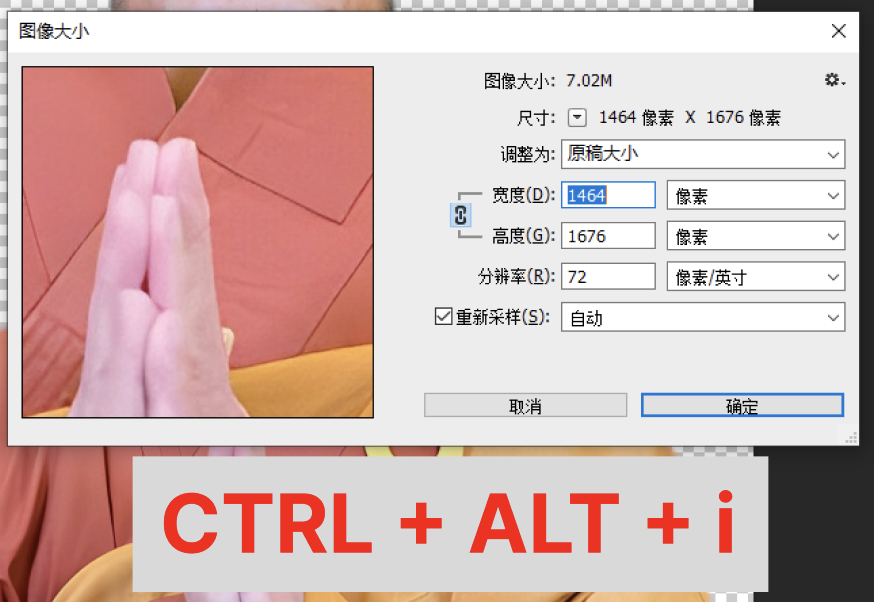 图像大小
图像大小: 7.02M
尺寸: 1464 像素 X 1676 像素
调整为: 原稿大小
宽度(D): 1464 像素
高度(G): 1676 像素
分辨率(R): 72 像素/英寸
重新采样(S): 自动
取消 确定
CTRL + ALT + i